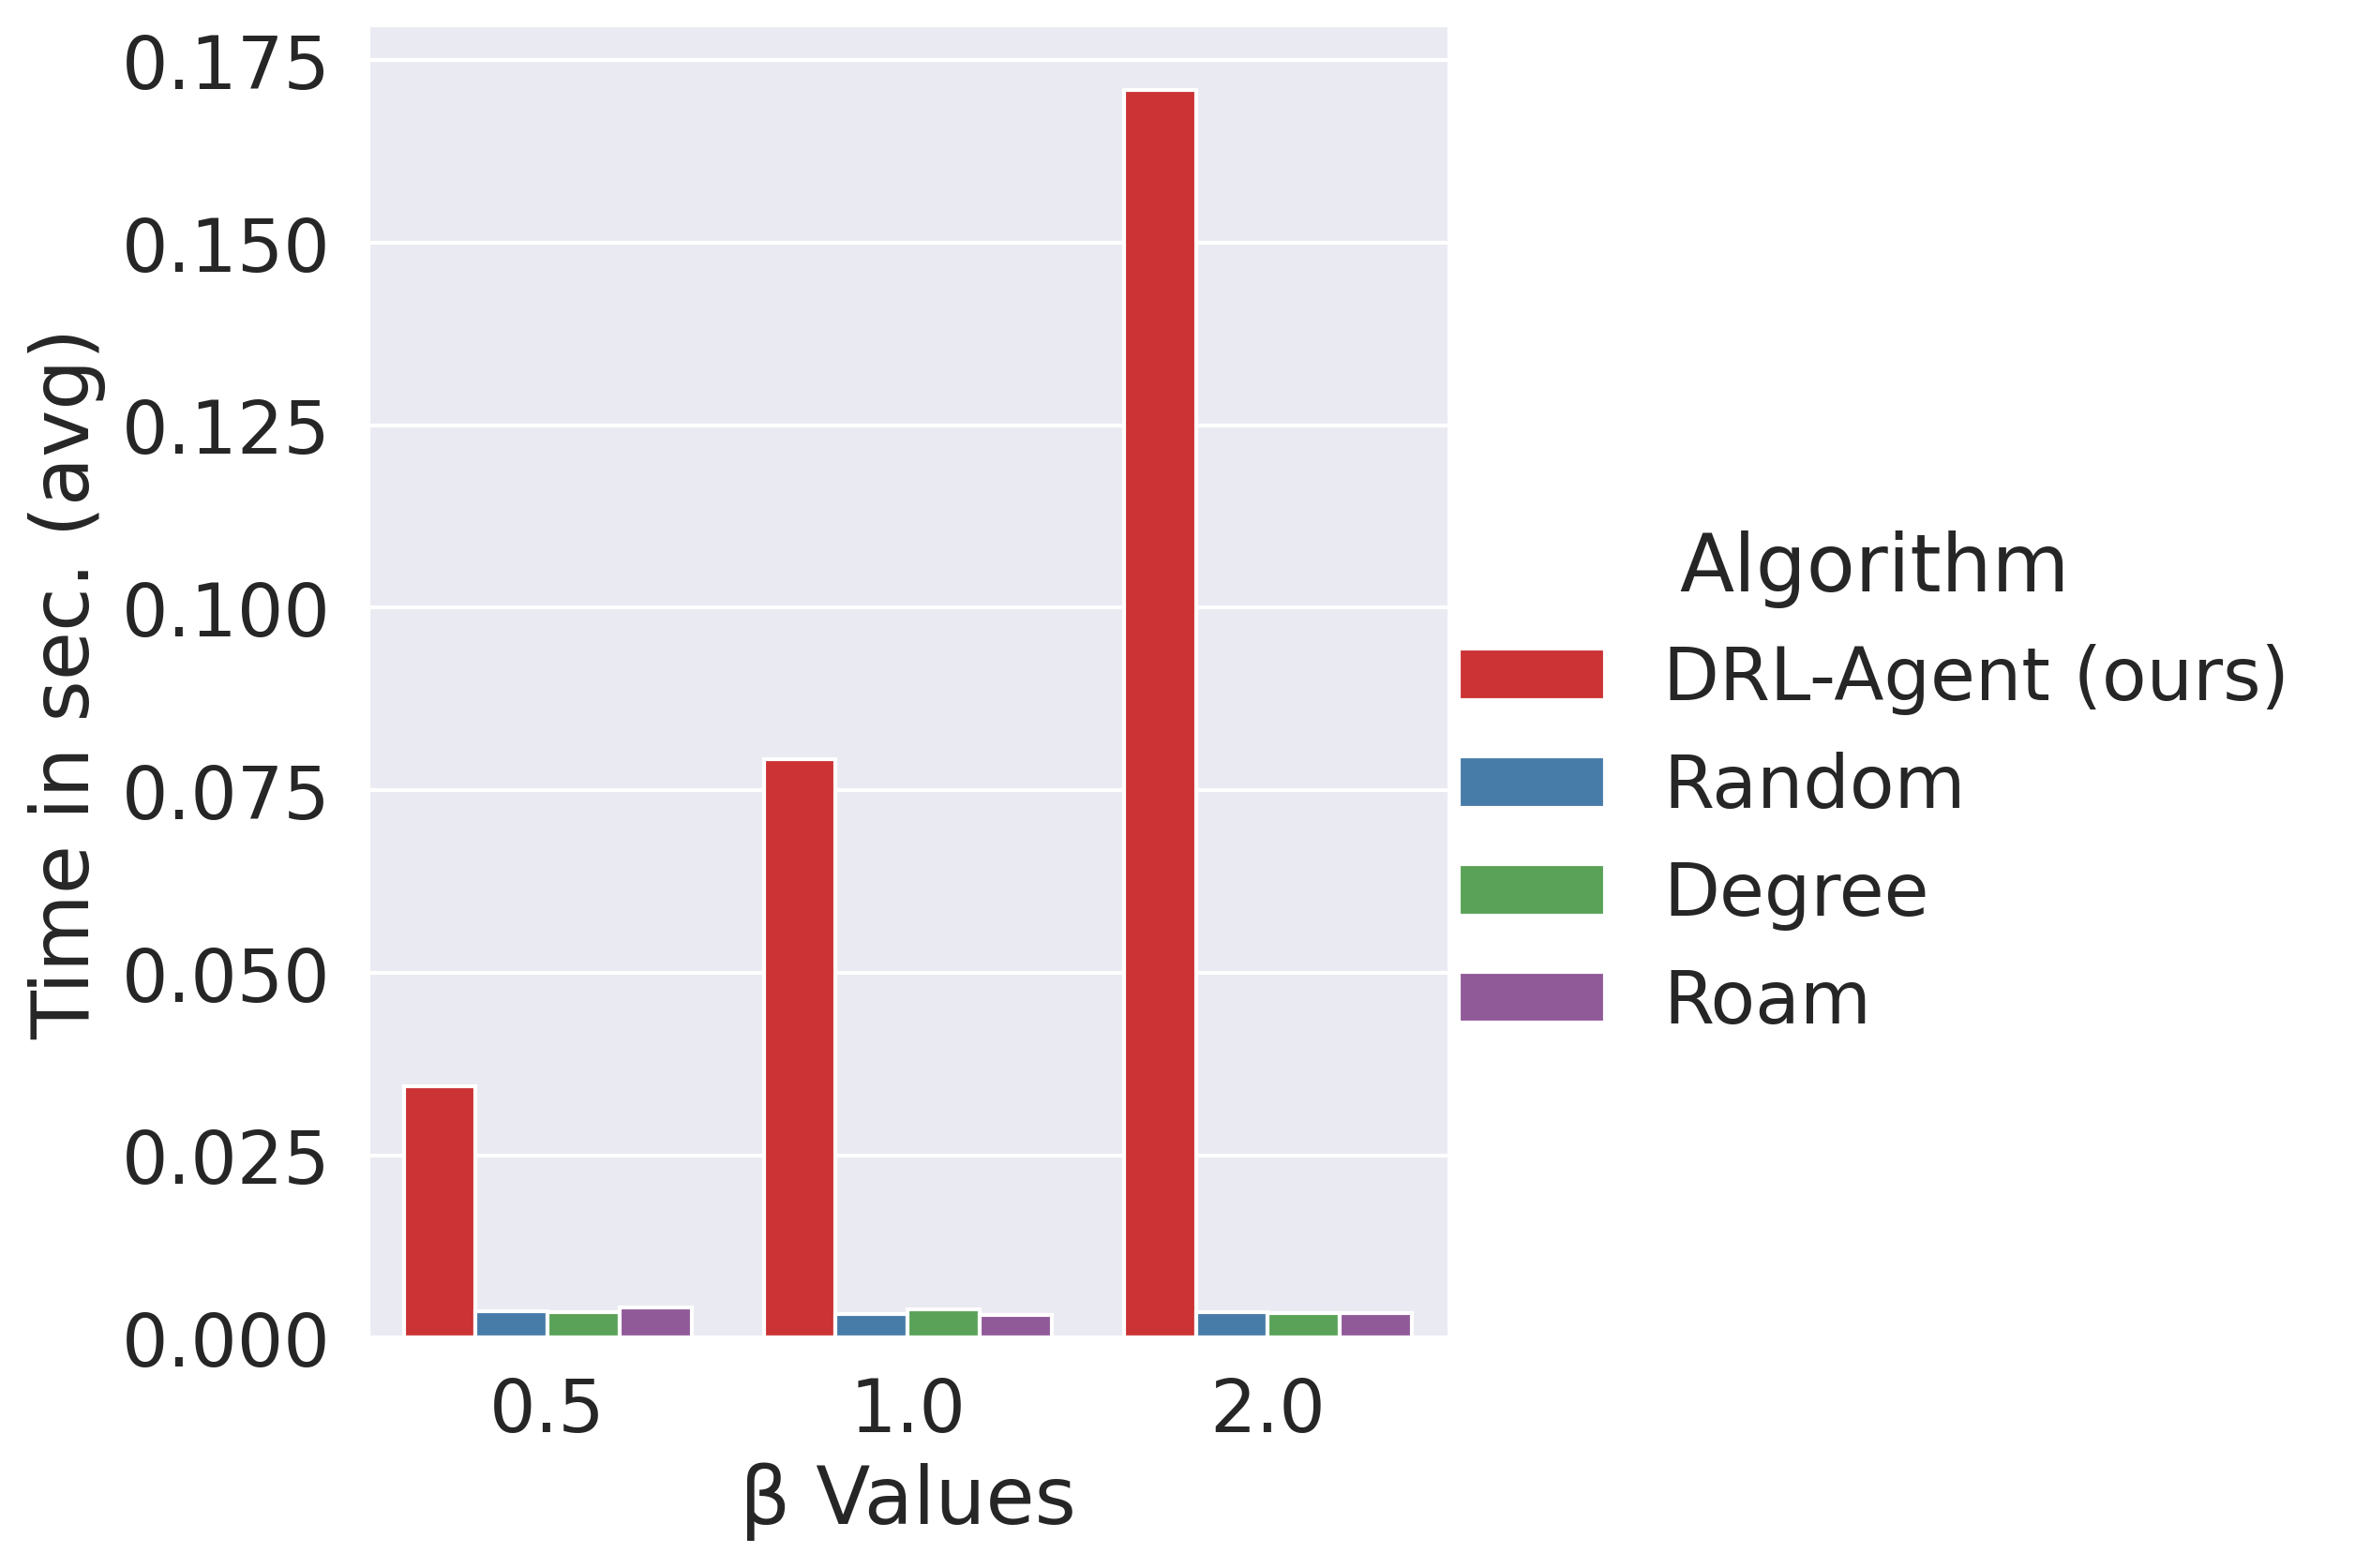 Time in sec. (avg)
0.175
0.150
0.125
0.100
0.075
0.050
0.025
0.000
0.5 1.0 2.0
β Values
Algorithm
DRL-Agent (ours)
Random
Degree
Roam